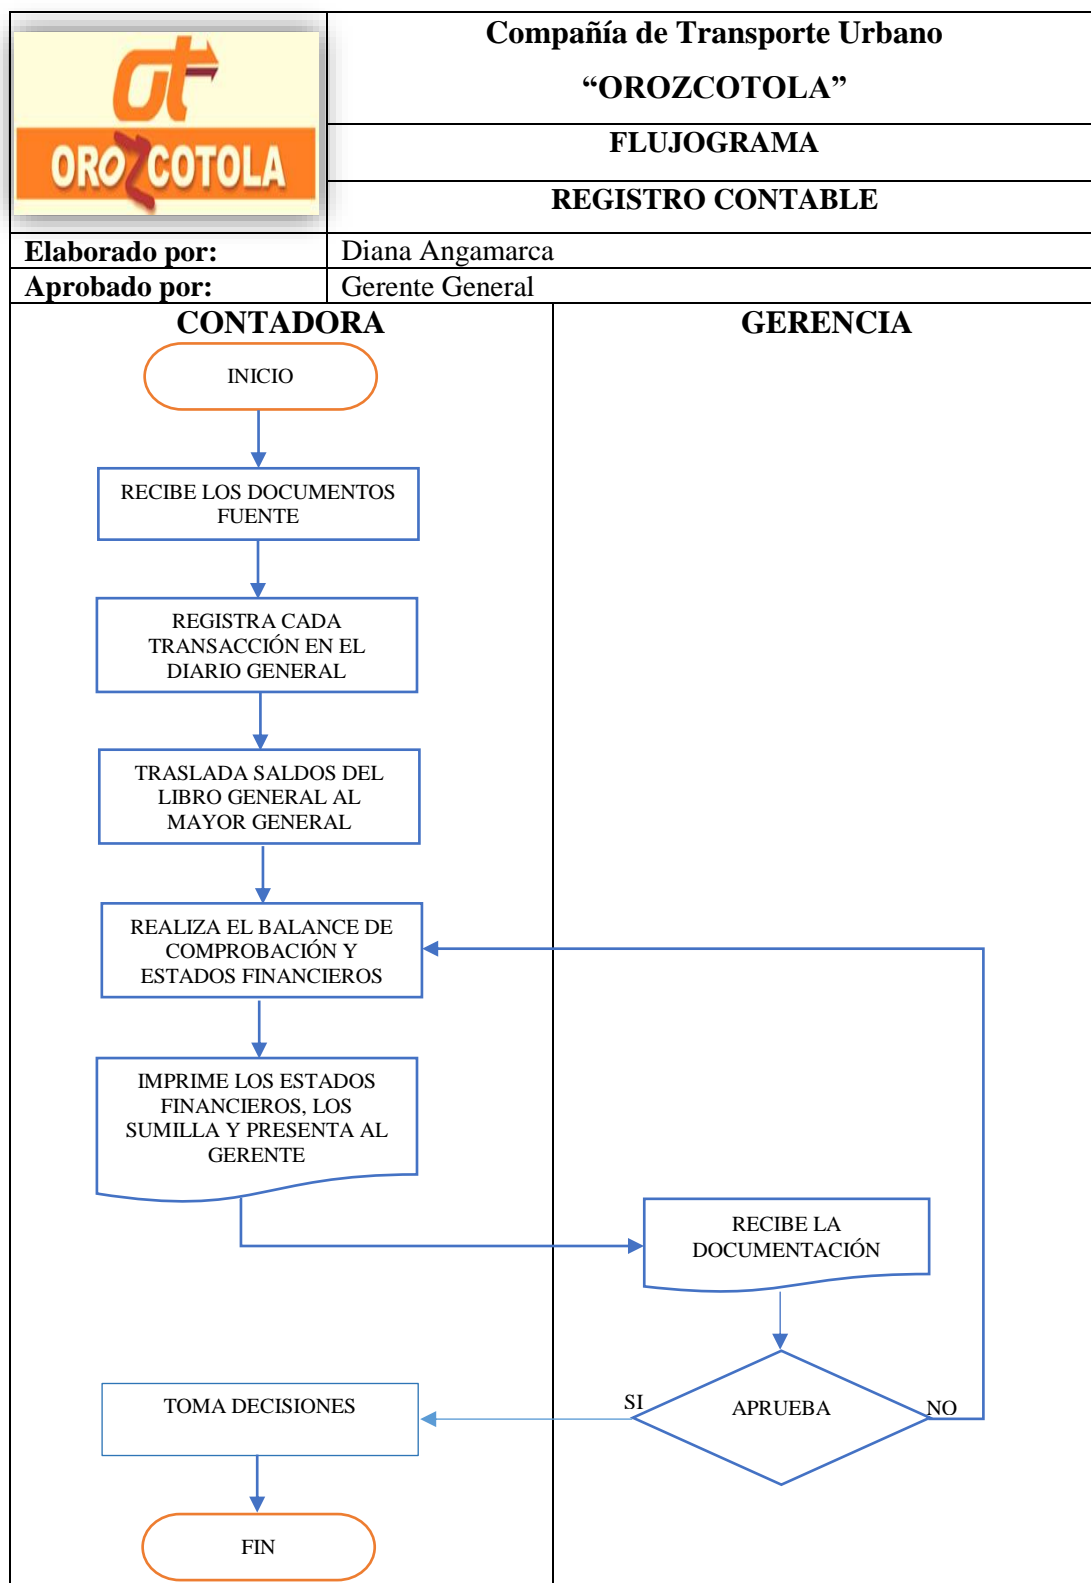 OROZCOTOLA
Compañía de Transporte Urbano
“OROZCOTOLA”
FLUJOGRAMA
REGISTRO CONTABLE
Elaborado por: Diana Angamarca
Aprobado por: Gerente General
CONTADORA
GERENCIA
INICIO
RECIBE LOS DOCUMENTOS
FUENTE
REGISTRA CADA
TRANSACCIÓN EN EL
DIARIO GENERAL
TRASLADA SALDOS DEL
LIBRO GENERAL AL
MAYOR GENERAL
REALIZA EL BALANCE DE
COMPROBACIÓN Y
ESTADOS FINANCIEROS
IMPRIME LOS ESTADOS
FINANCIEROS, LOS
SUMILLA Y PRESENTA AL
GERENTE
RECIBE LA
DOCUMENTACIÓN
APRUEBA
SI
NO
TOMA DECISIONES
FIN